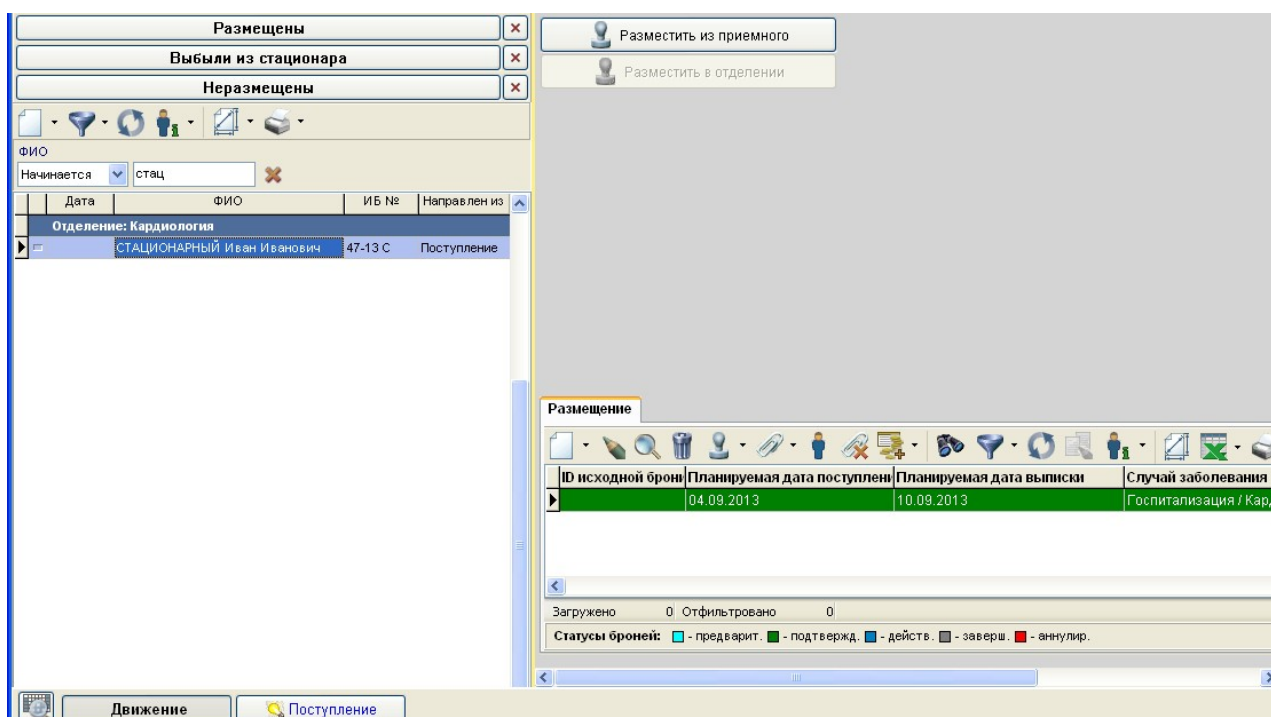 Размещены
Выбыли из стационара
Неразмещены
ФИО
Начинается стац
Дата ФИО ИБ № Направлен из
Отделение: Кардиология
СТАЦИОНАРНЫЙ Иван Иванович 47-13 С Поступление
Разместить из приемного
Разместить в отделении
Размещение
ID исходной брони Планируемая дата поступлени Планируемая дата выписки Случай заболевания
04.09.2013 10.09.2013 Госпитализация / Кард
Загружено 0 Отфильтровано 0
Статусы броней: - предварит. - подтвержд. - действ. - заверш. - аннулир.
Движение Поступление